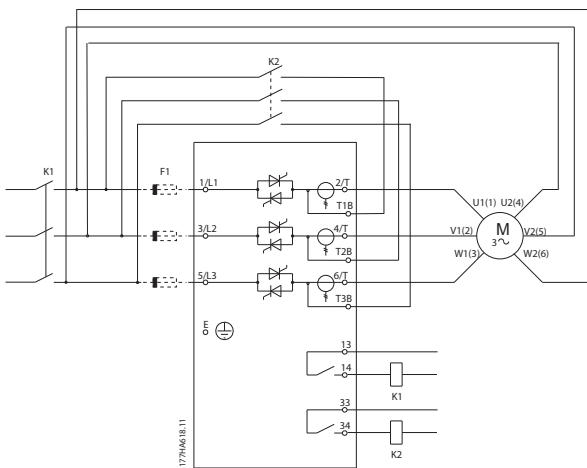 K2
K1
F1
1/L1
2/T
T1B
3/L2
4/T
T2B
5/L3
6/T
T3B
U1(1)
U2(4)
V1(2)
M
3
V2(5)
W1(3)
W2(6)
E
13
14
K1
33
34
K2
177HA618.11